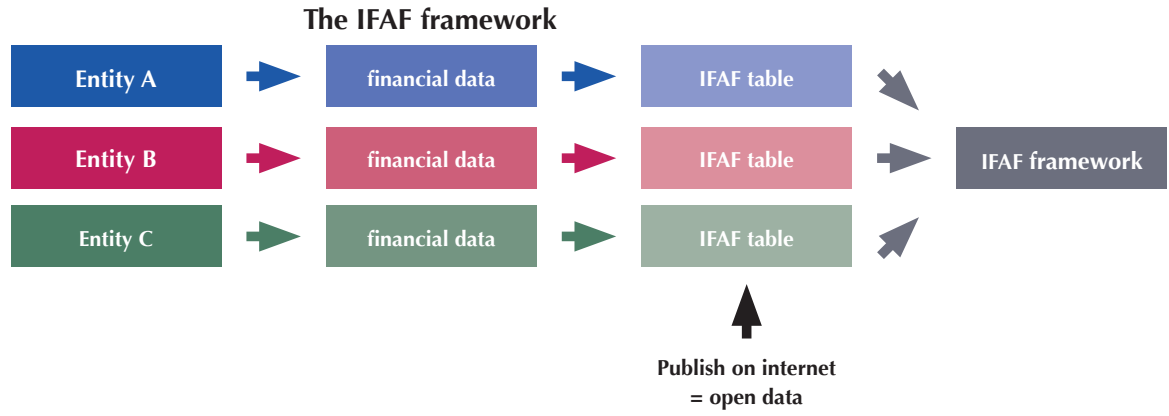 The IFAF framework
Entity A
financial data
IFAF table
Entity B
financial data
IFAF table
IFAF framework
Entity C
financial data
IFAF table
Publish on internet
= open data